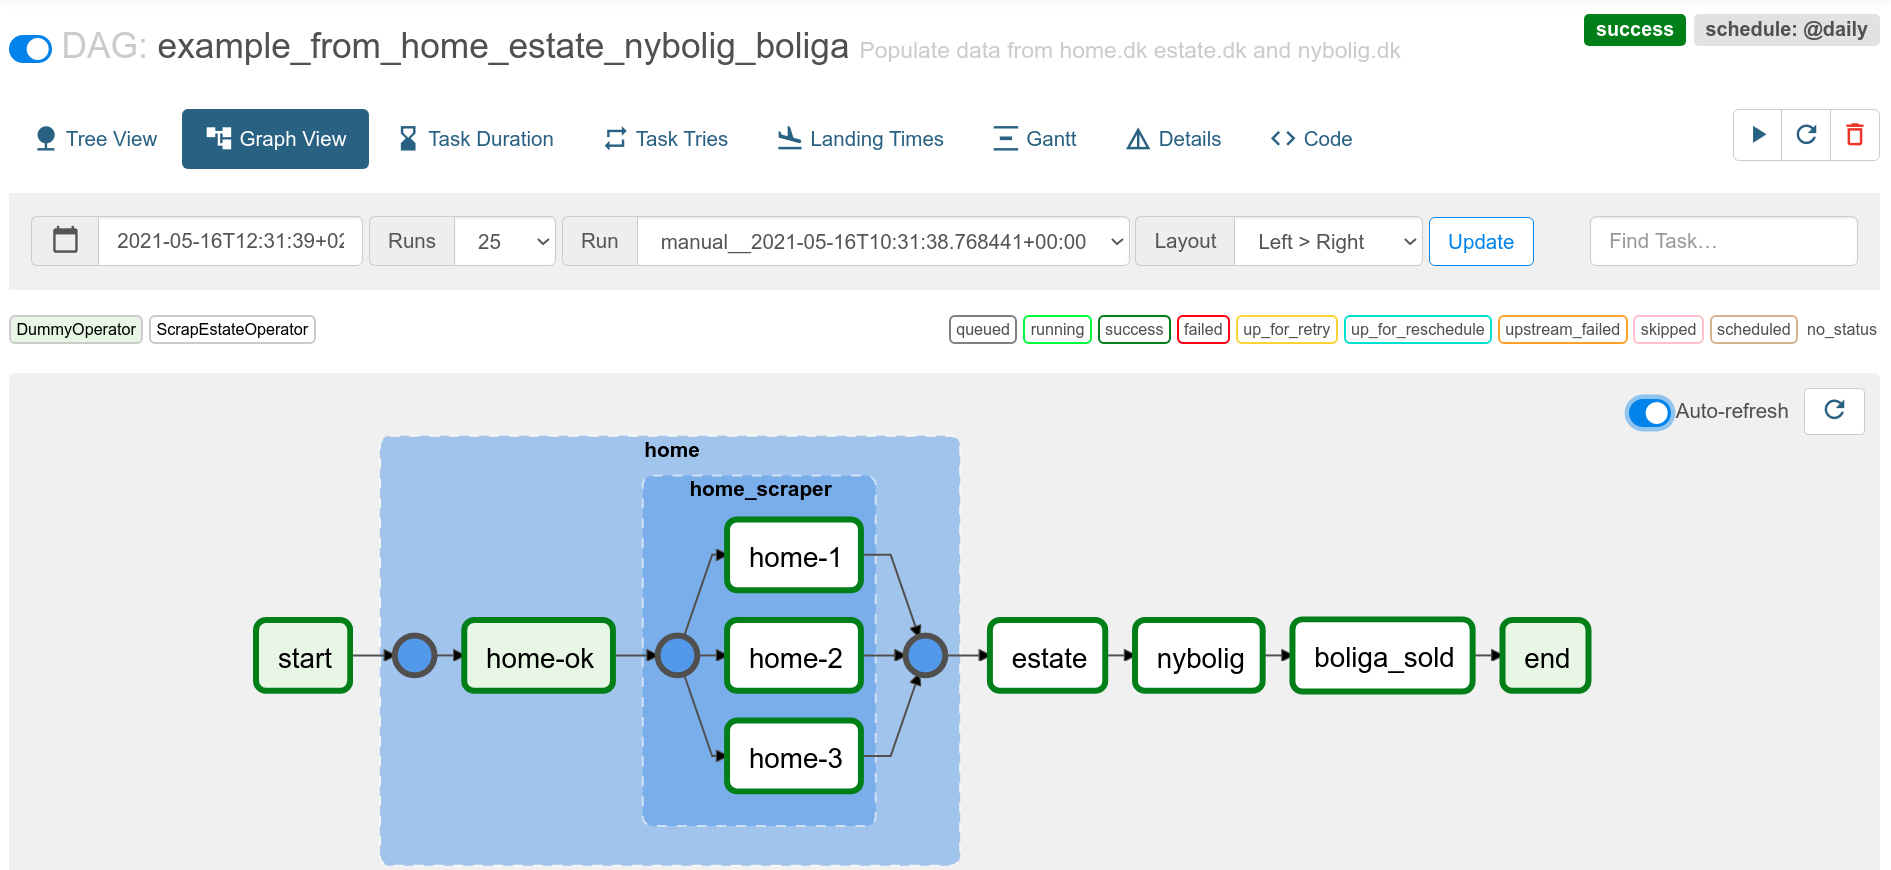 DAG: example_from_home_estate_nybolig_boliga Populate data from home.dk estate.dk and nybolig.dk
success schedule: @daily
Tree View Graph View Task Duration Task Tries Landing Times Gantt Details Code
2021-05-16T12:31:39+02 Runs 25 Run manual__2021-05-16T10:31:38.768441+00:00 Layout Left > Right Update Find Task…
DummyOperator ScrapEstateOperator queued running success failed up_for_retry up_for_reschedule upstream_failed skipped scheduled no_status
Auto-refresh
home
home_scraper
home-1
start home-ok home-2 estate nybolig boliga_sold end
home-3